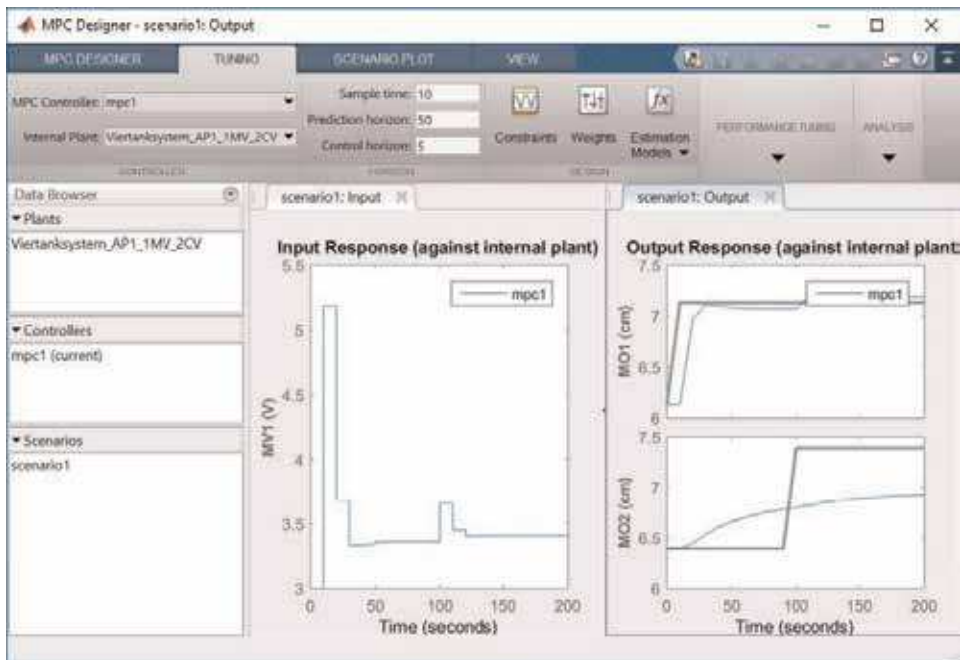 MPC Designer - scenario1: Output
MPC DESIGNER TUNING SCENARIO PLOT VIEW
MPC Controller: mpc1
Internal Plant: Viertanksystem_AP1_1MV_2CV
CONTROLLER
Sample time: 10
Prediction horizon: 50
Control horizon: 5
HORIZON
Constraints Weights Estimation Models
DESIGN
PERFORMANCE TUNING
ANALYSIS
Data Browser
Plants
Viertanksystem_AP1_1MV_2CV
Controllers
mpc1 (current)
Scenarios
scenario1
scenario1: Input
Input Response (against internal plant)
mpc1
MV1 (V)
5.5
5
4.5
4
3.5
3
0 50 100 150 200
Time (seconds)
scenario1: Output
Output Response (against internal plant:
mpc1
MO1 (cm)
7.5
7
6.5
6
MO2 (cm)
7.5
7
6.5
6
0 50 100 150 200
Time (seconds)